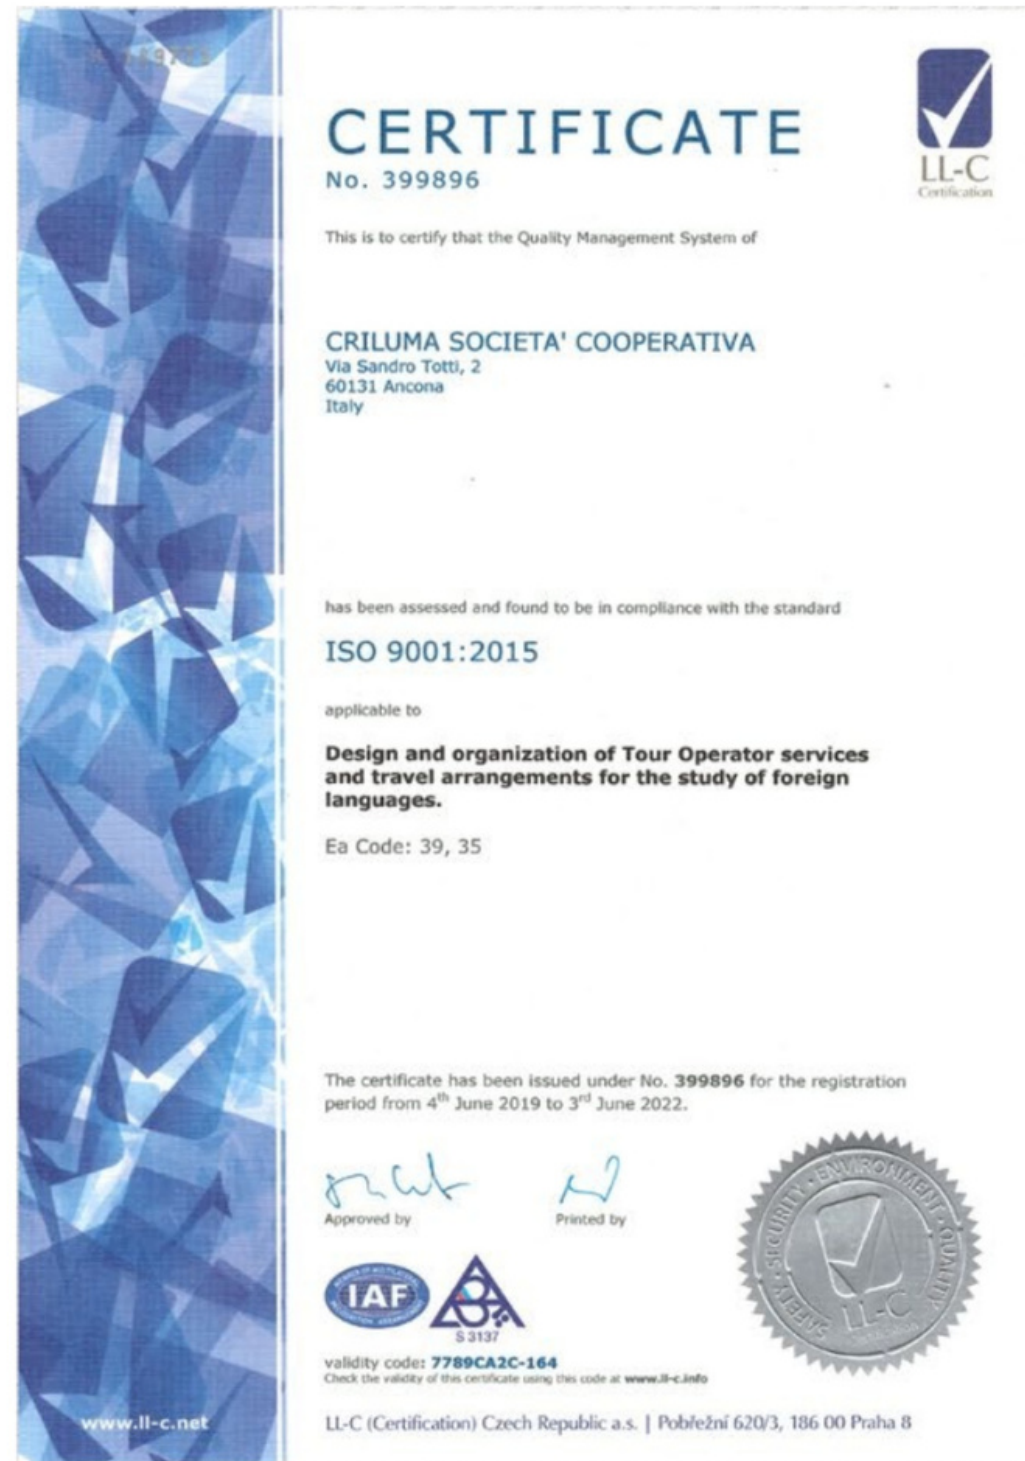 CERTIFICATE
No. 399896
LL-C
Certification
This is to certify that the Quality Management System of
CRILUMA SOCIETA' COOPERATIVA
Via Sandro Totti, 2
60131 Ancona
Italy
has been assessed and found to be in compliance with the standard
ISO 9001:2015
applicable to
Design and organization of Tour Operator services
and travel arrangements for the study of foreign
languages.
Ea Code: 39, 35
The certificate has been issued under No. 399896 for the registration
period from 4th June 2019 to 3rd June 2022.
Approved by
Printed by
SAFETY • SECURITY • ENVIRONMENT • QUALITY
LL-C
IAF
S 3137
validity code: 7789CA2C-164
Check the validity of this certificate using this code at www.ll-c.info
www.ll-c.net
LL-C (Certification) Czech Republic a.s. | Pobřežní 620/3, 186 00 Praha 8